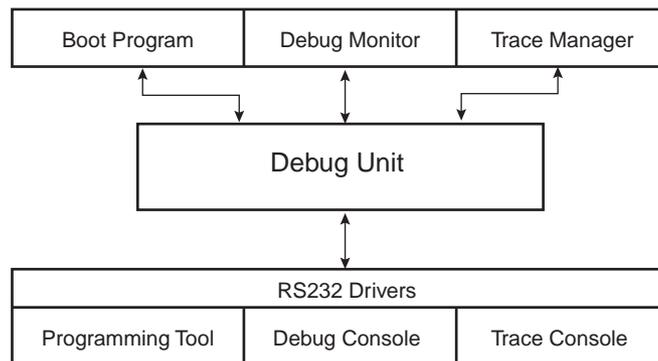 Boot Program
Debug Monitor
Trace Manager
Debug Unit
RS232 Drivers
Programming Tool
Debug Console
Trace Console